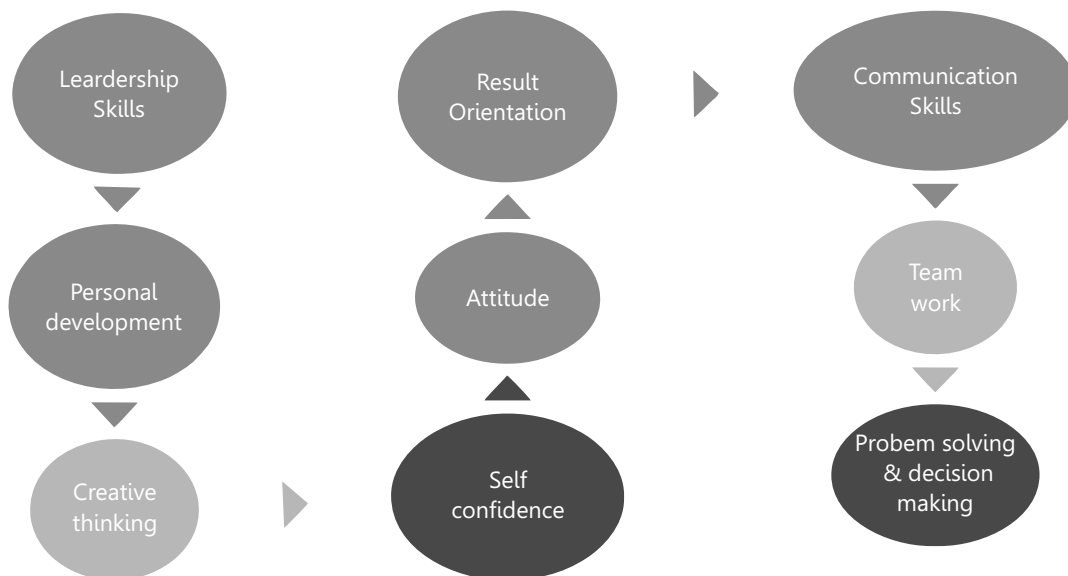 Leardership
Skills
Personal
development
Creative
thinking
Self
confidence
Attitude
Result
Orientation
Communication
Skills
Team
work
Probem solving
& decision
making